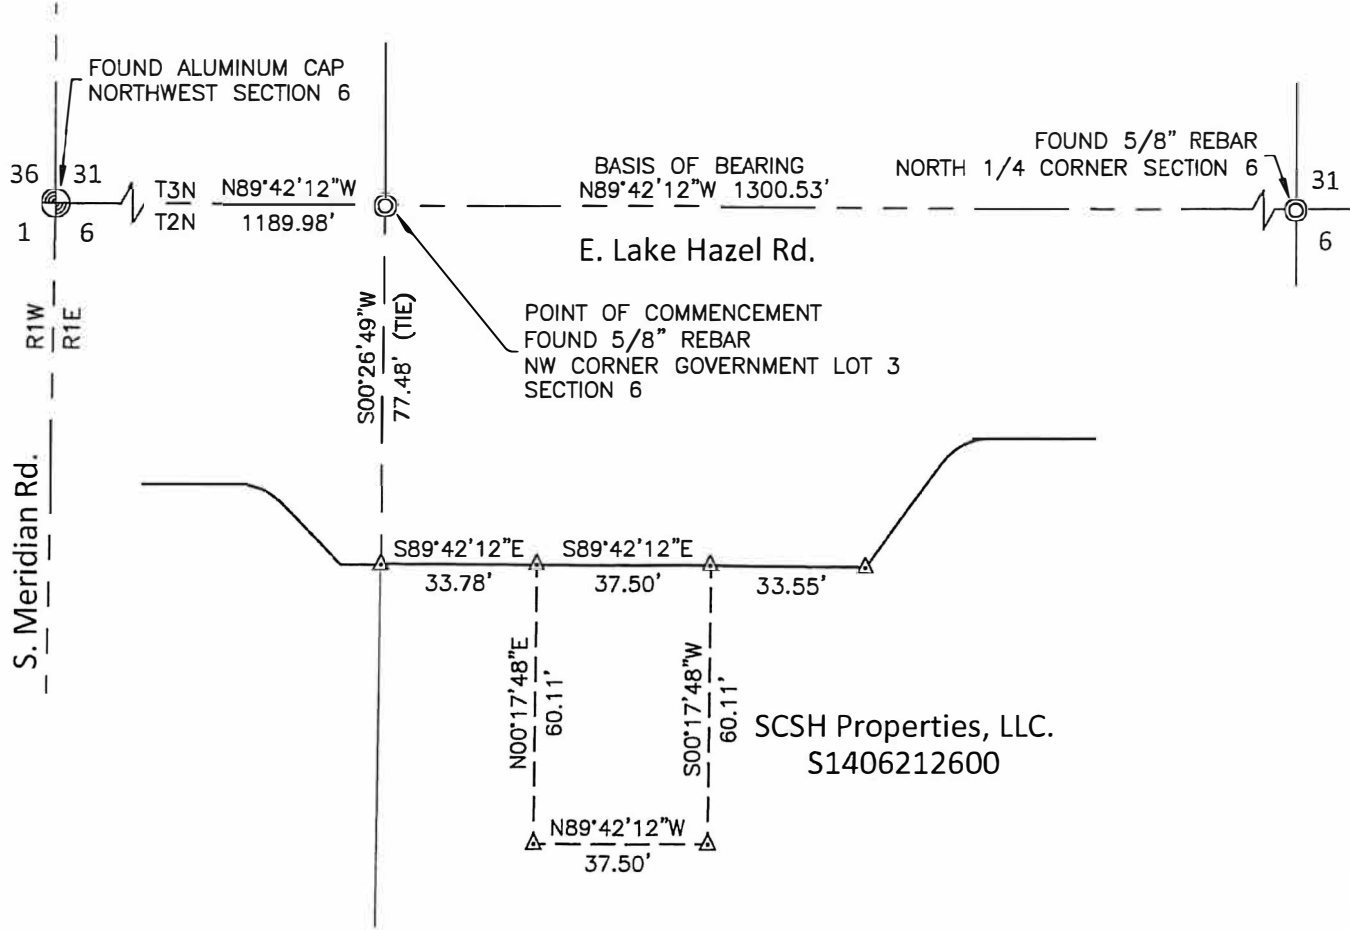 FOUND ALUMINUM CAP
NORTHWEST SECTION 6
36 31
1 6
T3N
T2N
N89°42'12"W
1189.98'
BASIS OF BEARING
N89°42'12"W 1300.53'
FOUND 5/8" REBAR
NORTH 1/4 CORNER SECTION 6
31
6
E. Lake Hazel Rd.
R1W
R1E
S00°26'49"W
77.48' (TIE)
POINT OF COMMENCEMENT
FOUND 5/8" REBAR
NW CORNER GOVERNMENT LOT 3
SECTION 6
S. Meridian Rd.
S89°42'12"E
33.78'
S89°42'12"E
37.50'
33.55'
N00°17'48"E
60.11'
S00°17'48"W
60.11'
SCSH Properties, LLC.
S1406212600
N89°42'12"W
37.50'